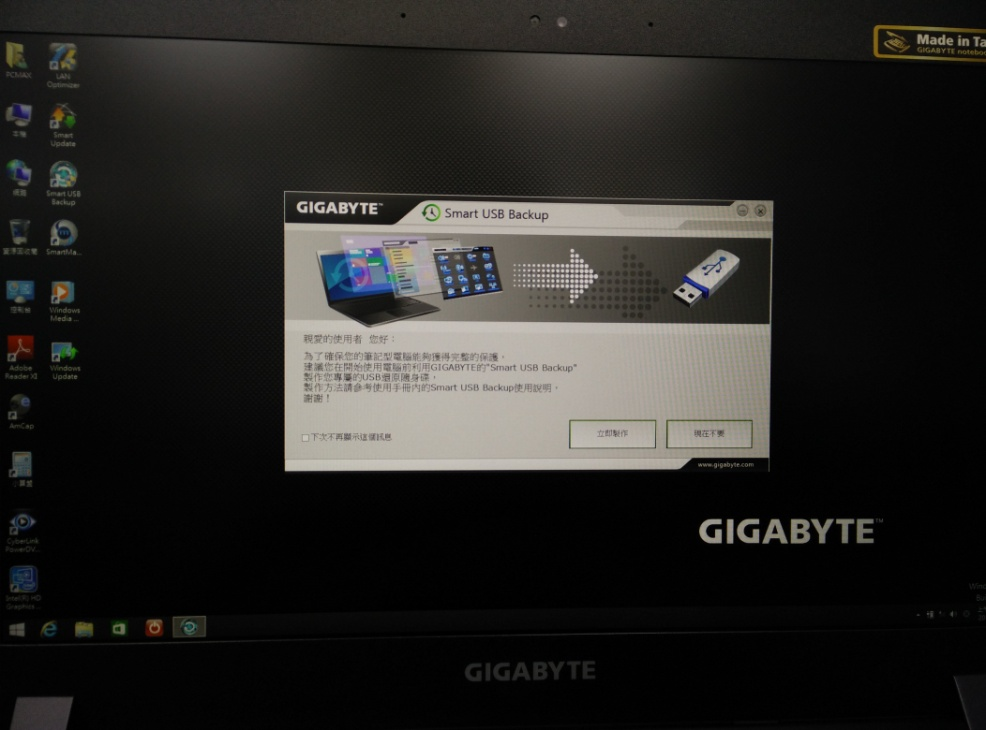 Made in Ta
GIGABYTE notebo
PCMAX
LAN
Optimizer
本機
Smart
Update
網路
Smart USB
Backup
資源回收筒
SmartMa...
控制台
Windows
Media ...
Adobe
Reader XI
Windows
Update
AmCap
小算盤
CyberLink
PowerDV...
Intel(R) HD
Graphics...
GIGABYTE™
Smart USB Backup
親愛的使用者 您好：
為了確保您的筆記型電腦能夠獲得完整的保護，
建議您在開始使用電腦前利用GIGABYTE的"Smart USB Backup"
製作您專屬的USB還原隨身碟，
製作方法請參考使用手冊內的Smart USB Backup使用說明，
謝謝！
下次不再顯示這個訊息
立即製作
現在不要
www.gigabyte.com
GIGABYTE™
GIGABYTE